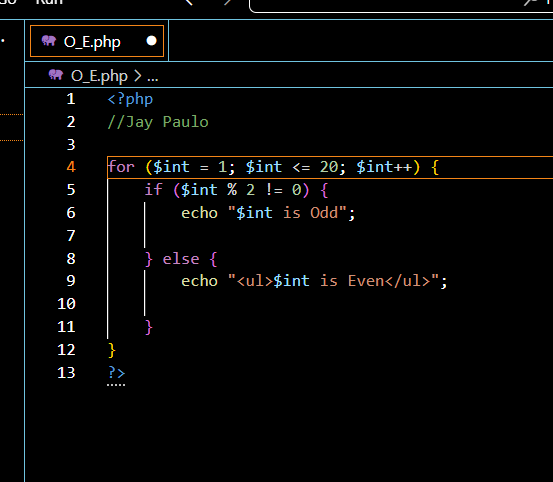 Run
O_E.php
O_E.php > ...
1 <?php
2 //Jay Paulo
3
4 for ($int = 1; $int <= 20; $int++) {
5 if ($int % 2 != 0) {
6 echo "$int is Odd";
7
8 } else {
9 echo "<ul>$int is Even</ul>";
10
11 }
12 }
13 ?>